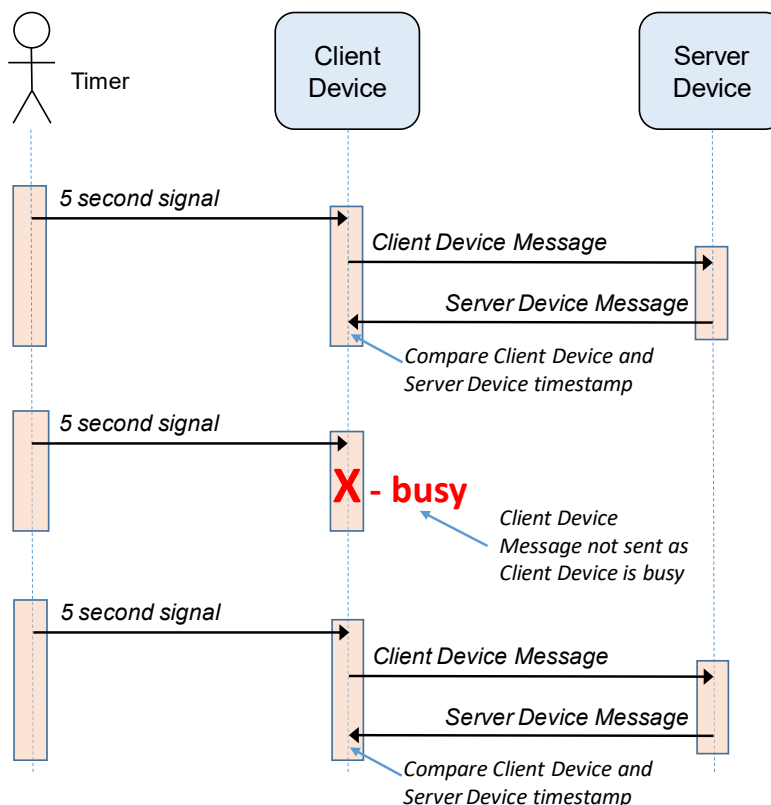 Timer
Client
Device
Server
Device
5 second signal
Client Device Message
Server Device Message
Compare Client Device and
Server Device timestamp
5 second signal
X - busy
Client Device
Message not sent as
Client Device is busy
5 second signal
Client Device Message
Server Device Message
Compare Client Device and
Server Device timestamp